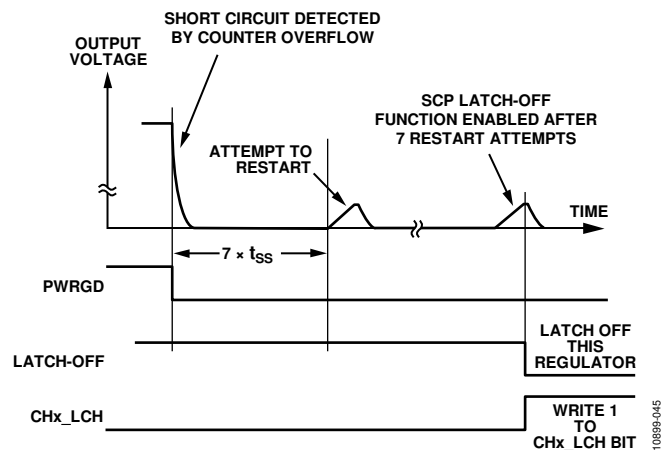 SHORT CIRCUIT DETECTED
BY COUNTER OVERFLOW
OUTPUT
VOLTAGE
SCP LATCH-OFF
FUNCTION ENABLED AFTER
7 RESTART ATTEMPTS
ATTEMPT TO
RESTART
TIME
7 × tSS
PWRGD
LATCH-OFF
LATCH OFF
THIS
REGULATOR
CHx_LCH
WRITE 1
TO
CHx_LCH BIT
10899-045